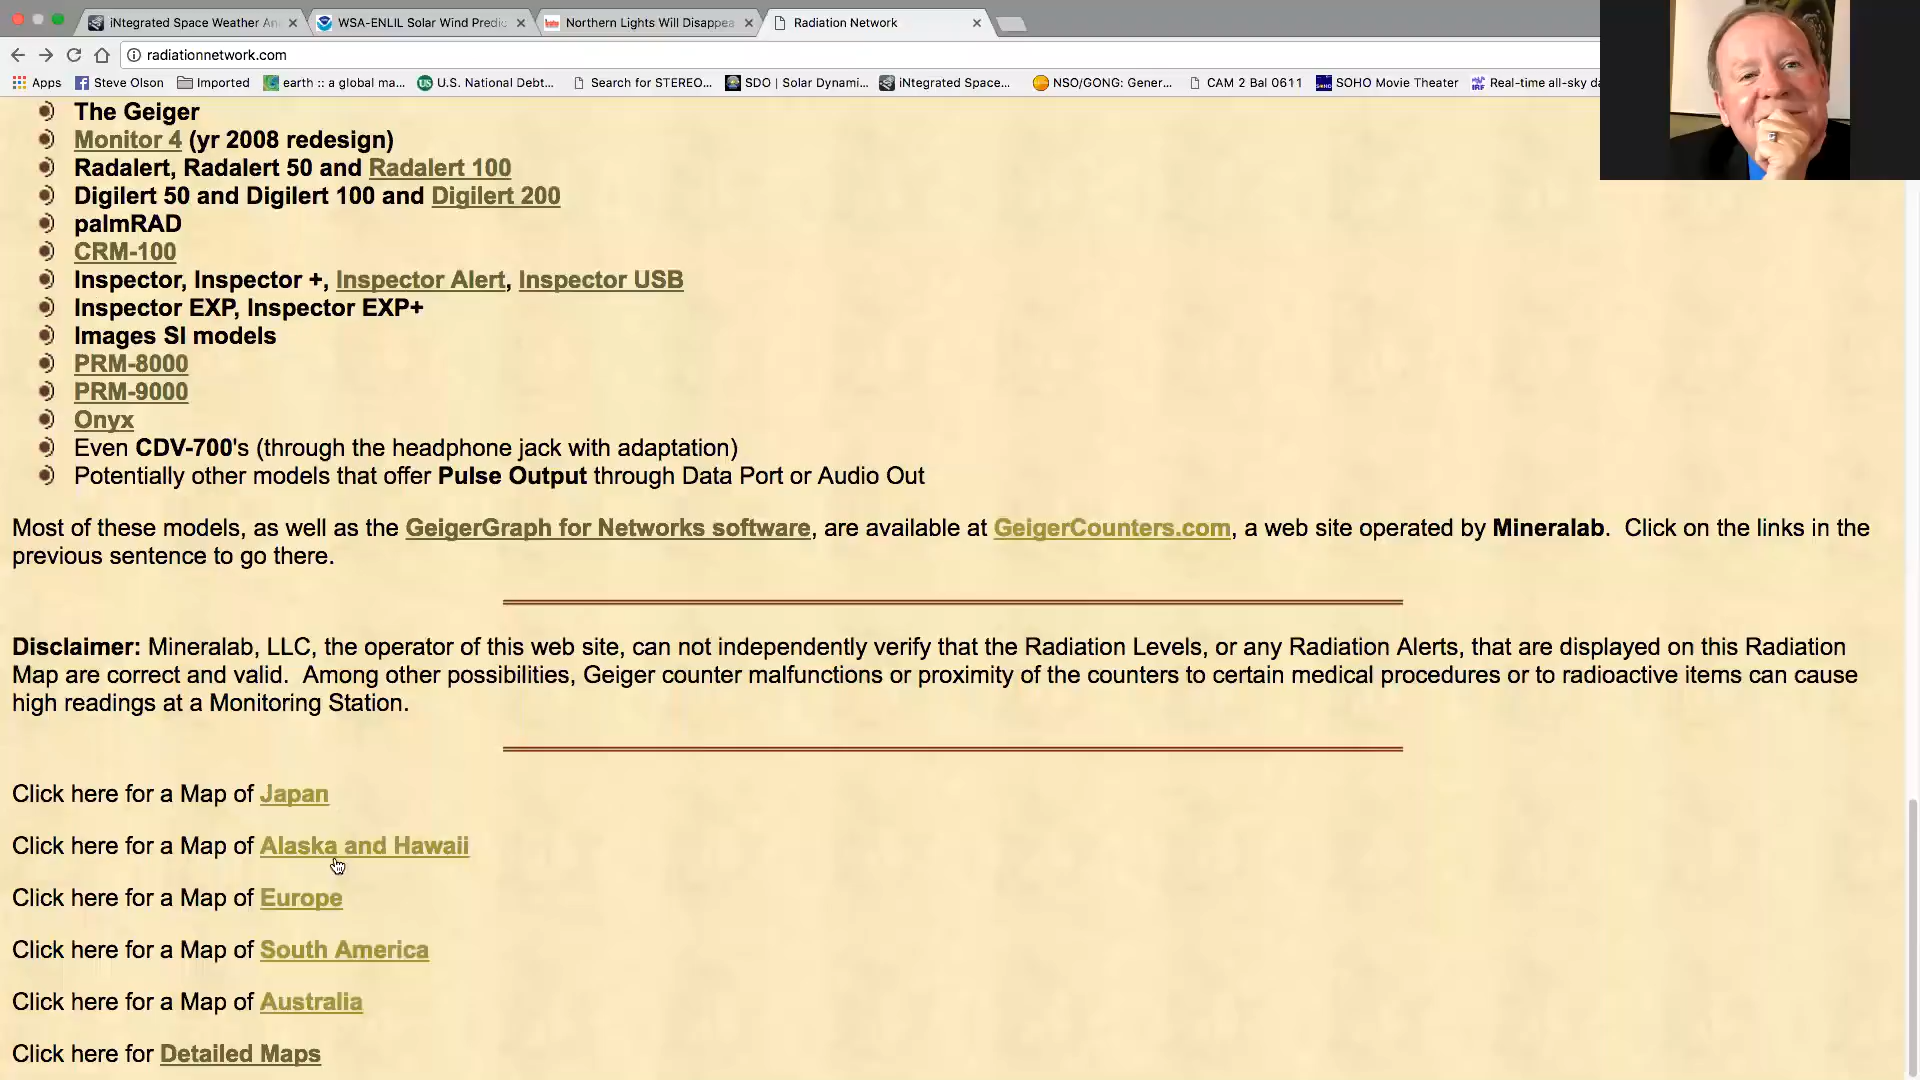 iNtegrated Space Weather An
WSA-ENLIL Solar Wind Predic
Northern Lights Will Disappea
Radiation Network
radiationnetwork.com
Apps
Steve Olson
Imported
earth :: a global ma...
U.S. National Debt...
Search for STEREO...
SDO | Solar Dynami...
iNtegrated Space...
NSO/GONG: Gener...
CAM 2 Bal 0611
SOHO Movie Theater
Real-time all-sky da
The Geiger
Monitor 4 (yr 2008 redesign)
Radalert, Radalert 50 and Radalert 100
Digilert 50 and Digilert 100 and Digilert 200
palmRAD
CRM-100
Inspector, Inspector +, Inspector Alert, Inspector USB
Inspector EXP, Inspector EXP+
Images SI models
PRM-8000
PRM-9000
Onyx
Even CDV-700's (through the headphone jack with adaptation)
Potentially other models that offer Pulse Output through Data Port or Audio Out
Most of these models, as well as the GeigerGraph for Networks software, are available at GeigerCounters.com, a web site operated by Mineralab.  Click on the links in the
previous sentence to go there.
Disclaimer: Mineralab, LLC, the operator of this web site, can not independently verify that the Radiation Levels, or any Radiation Alerts, that are displayed on this Radiation
Map are correct and valid.  Among other possibilities, Geiger counter malfunctions or proximity of the counters to certain medical procedures or to radioactive items can cause
high readings at a Monitoring Station.
Click here for a Map of Japan
Click here for a Map of Alaska and Hawaii
Click here for a Map of Europe
Click here for a Map of South America
Click here for a Map of Australia
Click here for Detailed Maps